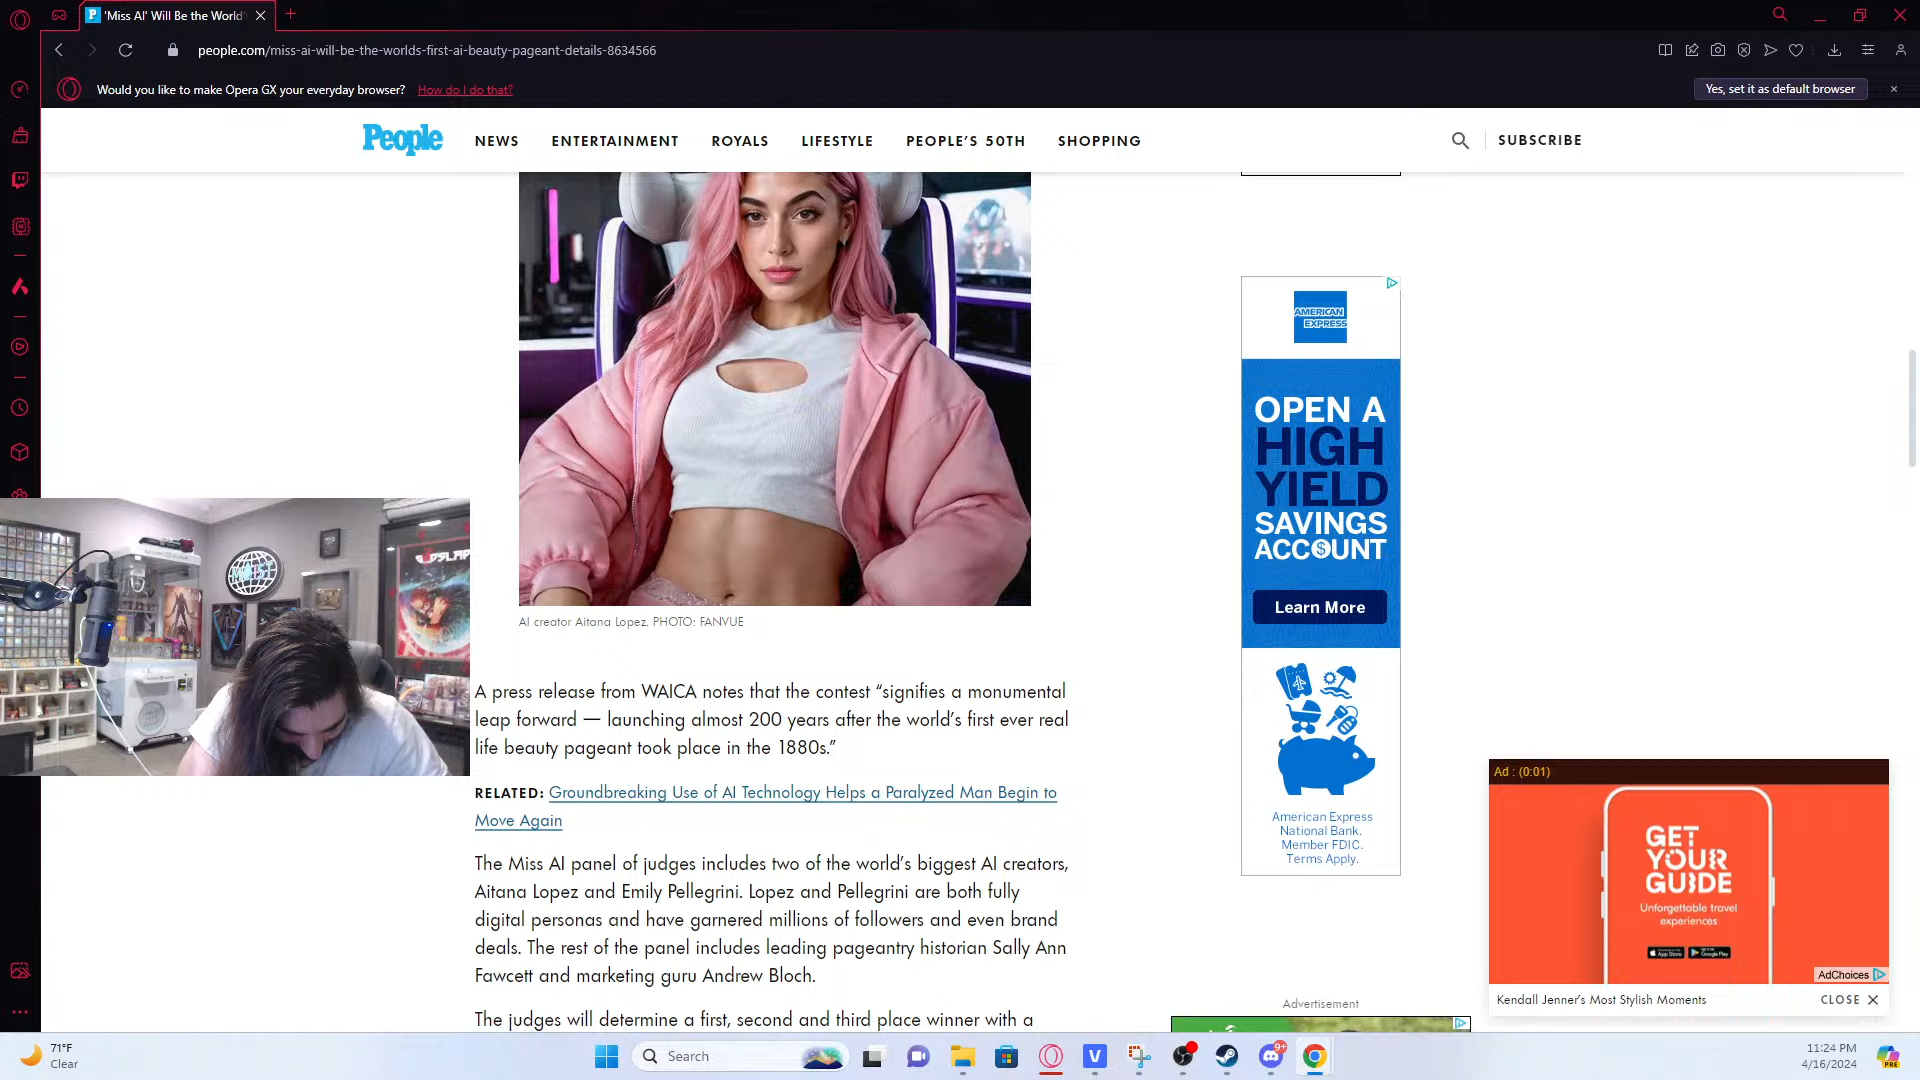 'Miss AI' Will Be the World'
people.com/miss-ai-will-be-the-worlds-first-ai-beauty-pageant-details-8634566
Would you like to make Opera GX your everyday browser? How do I do that?
Yes, set it as default browser
People
NEWS ENTERTAINMENT ROYALS LIFESTYLE PEOPLE'S 50TH SHOPPING
SUBSCRIBE
AI creator Aitana Lopez. PHOTO: FANVUE
A press release from WAICA notes that the contest “signifies a monumental
leap forward — launching almost 200 years after the world’s first ever real
life beauty pageant took place in the 1880s.”
RELATED: Groundbreaking Use of AI Technology Helps a Paralyzed Man Begin to
Move Again
The Miss AI panel of judges includes two of the world’s biggest AI creators,
Aitana Lopez and Emily Pellegrini. Lopez and Pellegrini are both fully
digital personas and have garnered millions of followers and even brand
deals. The rest of the panel includes leading pageantry historian Sally Ann
Fawcett and marketing guru Andrew Bloch.
The judges will determine a first, second and third place winner with a
AMERICAN
EXPRESS
OPEN A
HIGH
YIELD
SAVINGS
ACCOUNT
Learn More
American Express
National Bank.
Member FDIC.
Terms Apply.
Advertisement
Ad : (0:01)
GET
YOUR
GUIDE
Unforgettable travel
experiences
App Store
Google Play
AdChoices
Kendall Jenner's Most Stylish Moments
CLOSE
MOIST
71°F
Clear
Search
9+
11:24 PM
4/16/2024
PRE